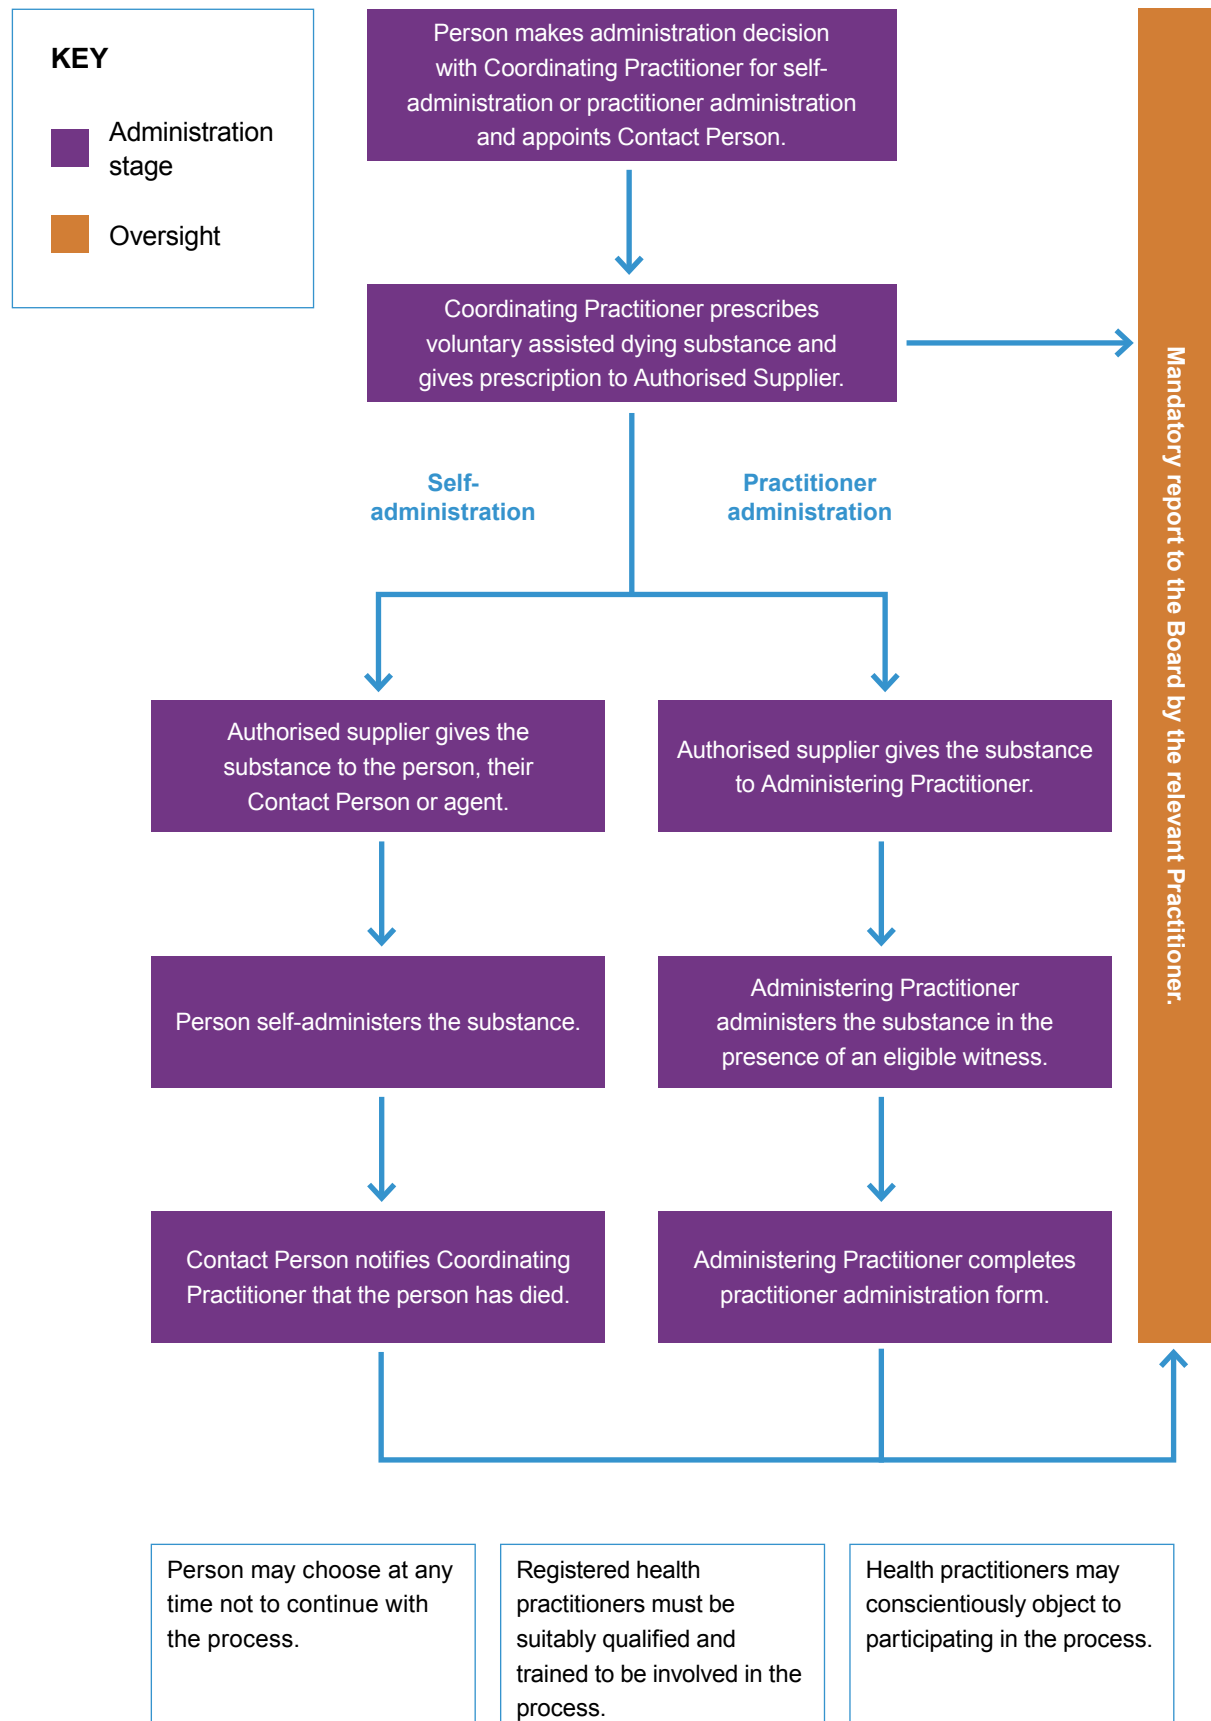 KEY
Administration
stage
Oversight
Person makes administration decision
with Coordinating Practitioner for self-
administration or practitioner administration
and appoints Contact Person.
Coordinating Practitioner prescribes
voluntary assisted dying substance and
gives prescription to Authorised Supplier.
Self-
administration
Practitioner
administration
Authorised supplier gives the
substance to the person, their
Contact Person or agent.
Authorised supplier gives the substance
to Administering Practitioner.
Person self-administers the substance.
Administering Practitioner
administers the substance in the
presence of an eligible witness.
Contact Person notifies Coordinating
Practitioner that the person has died.
Administering Practitioner completes
practitioner administration form.
Mandatory report to the Board by the relevant Practitioner.
Person may choose at any
time not to continue with
the process.
Registered health
practitioners must be
suitably qualified and
trained to be involved in the
process.
Health practitioners may
conscientiously object to
participating in the process.